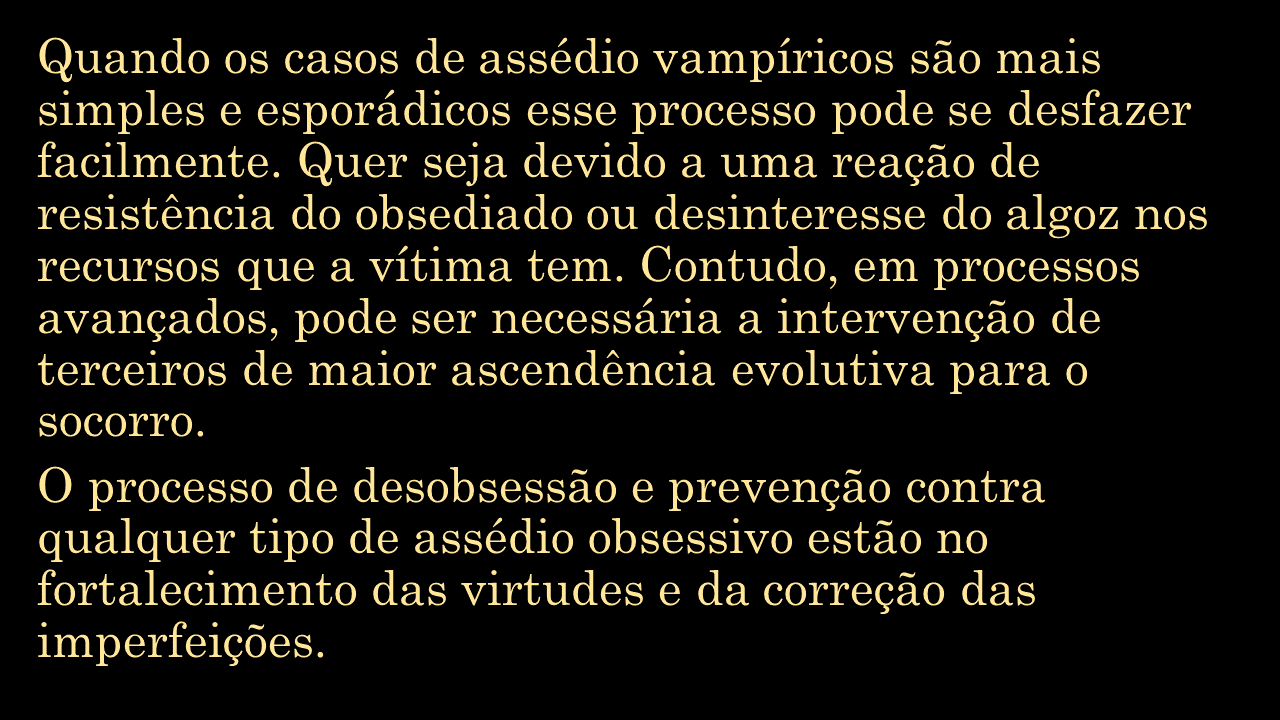 Quando os casos de assédio vampíricos são mais
simples e esporádicos esse processo pode se desfazer
facilmente. Quer seja devido a uma reação de
resistência do obsediado ou desinteresse do algoz nos
recursos que a vítima tem. Contudo, em processos
avançados, pode ser necessária a intervenção de
terceiros de maior ascendência evolutiva para o
socorro.
O processo de desobsessão e prevenção contra
qualquer tipo de assédio obsessivo estão no
fortalecimento das virtudes e da correção das
imperfeições.